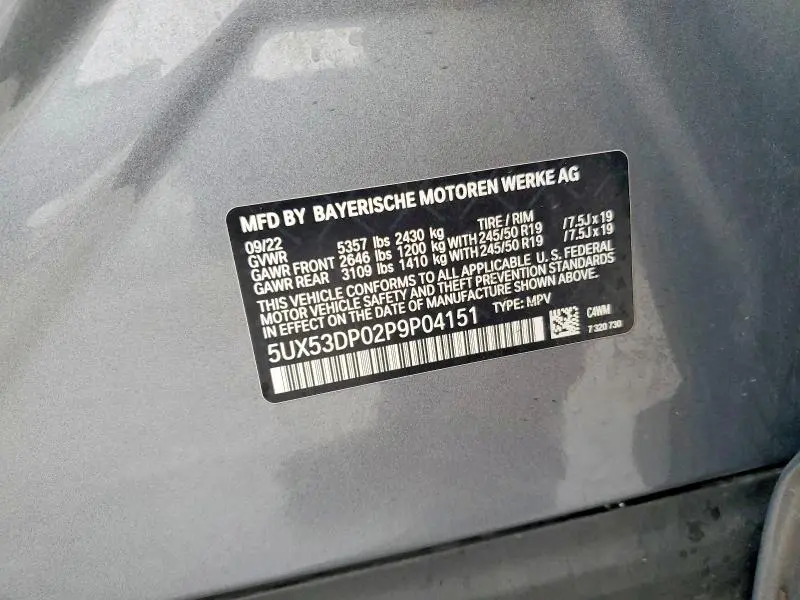 MFD BY BAYERISCHE MOTOREN WERKE AG
09/22 TIRE / RIM
GVWR 5357 lbs 2430 kg
GAWR FRONT 2646 lbs 1200 kg WITH 245/50 R19 /7.5J x 19
GAWR REAR 3109 lbs 1410 kg WITH 245/50 R19 /7.5J x 19
THIS VEHICLE CONFORMS TO ALL APPLICABLE U. S. FEDERAL
MOTOR VEHICLE SAFETY AND THEFT PREVENTION STANDARDS
IN EFFECT ON THE DATE OF MANUFACTURE SHOWN ABOVE.
5UX53DP02P9P04151 TYPE: MPV
C4WM
7 320 730